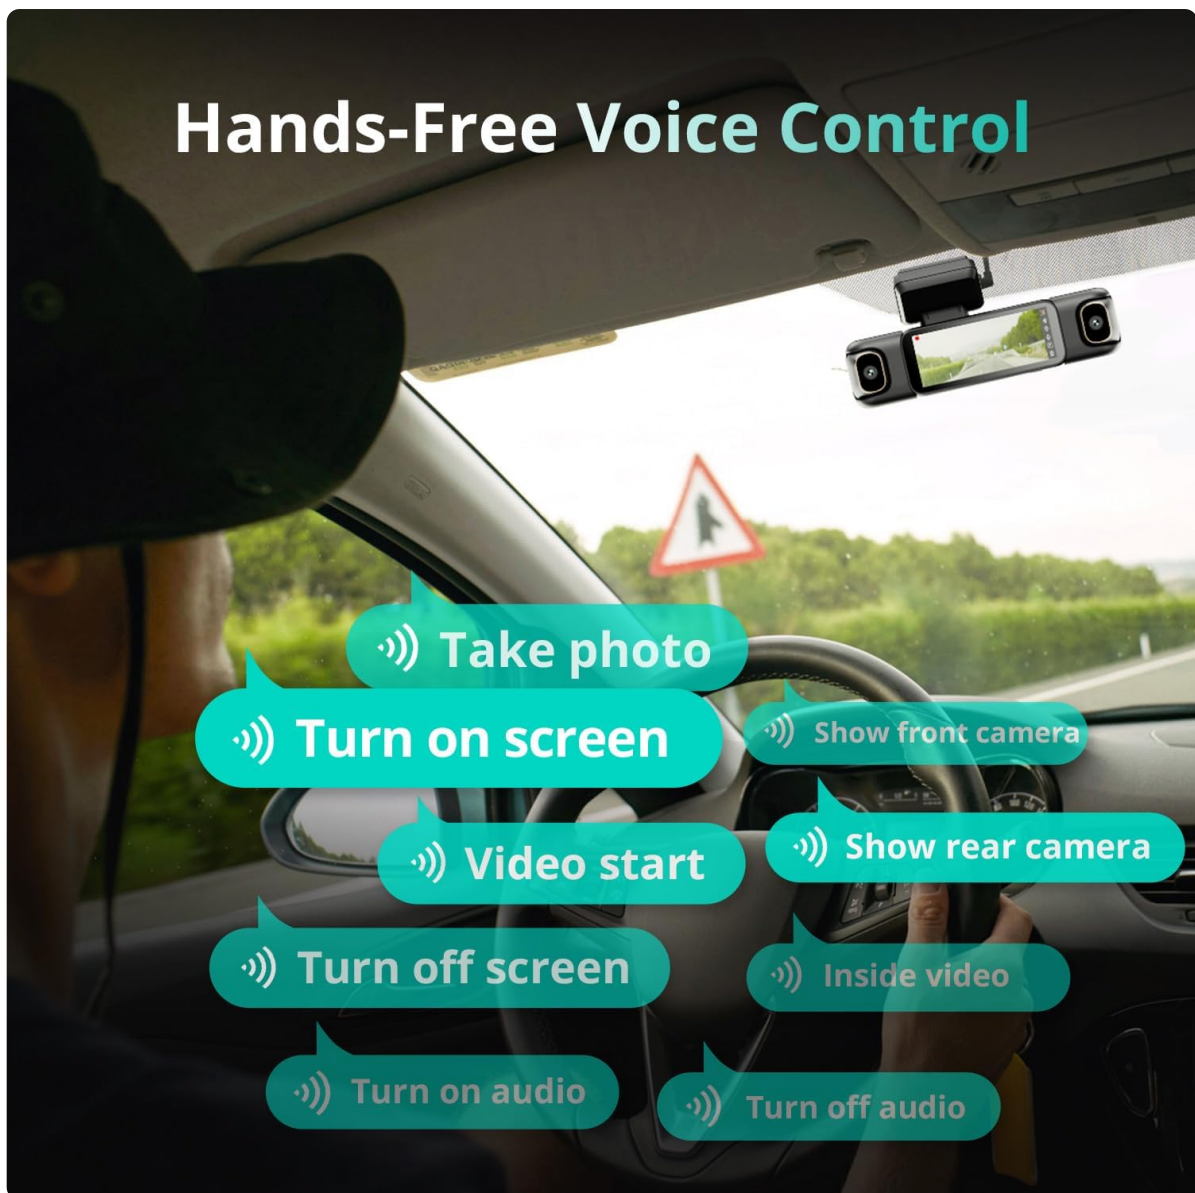 Hands-Free Voice Control
Take photo
Turn on screen
Show front camera
Video start
Show rear camera
Turn off screen
Inside video
Turn on audio
Turn off audio